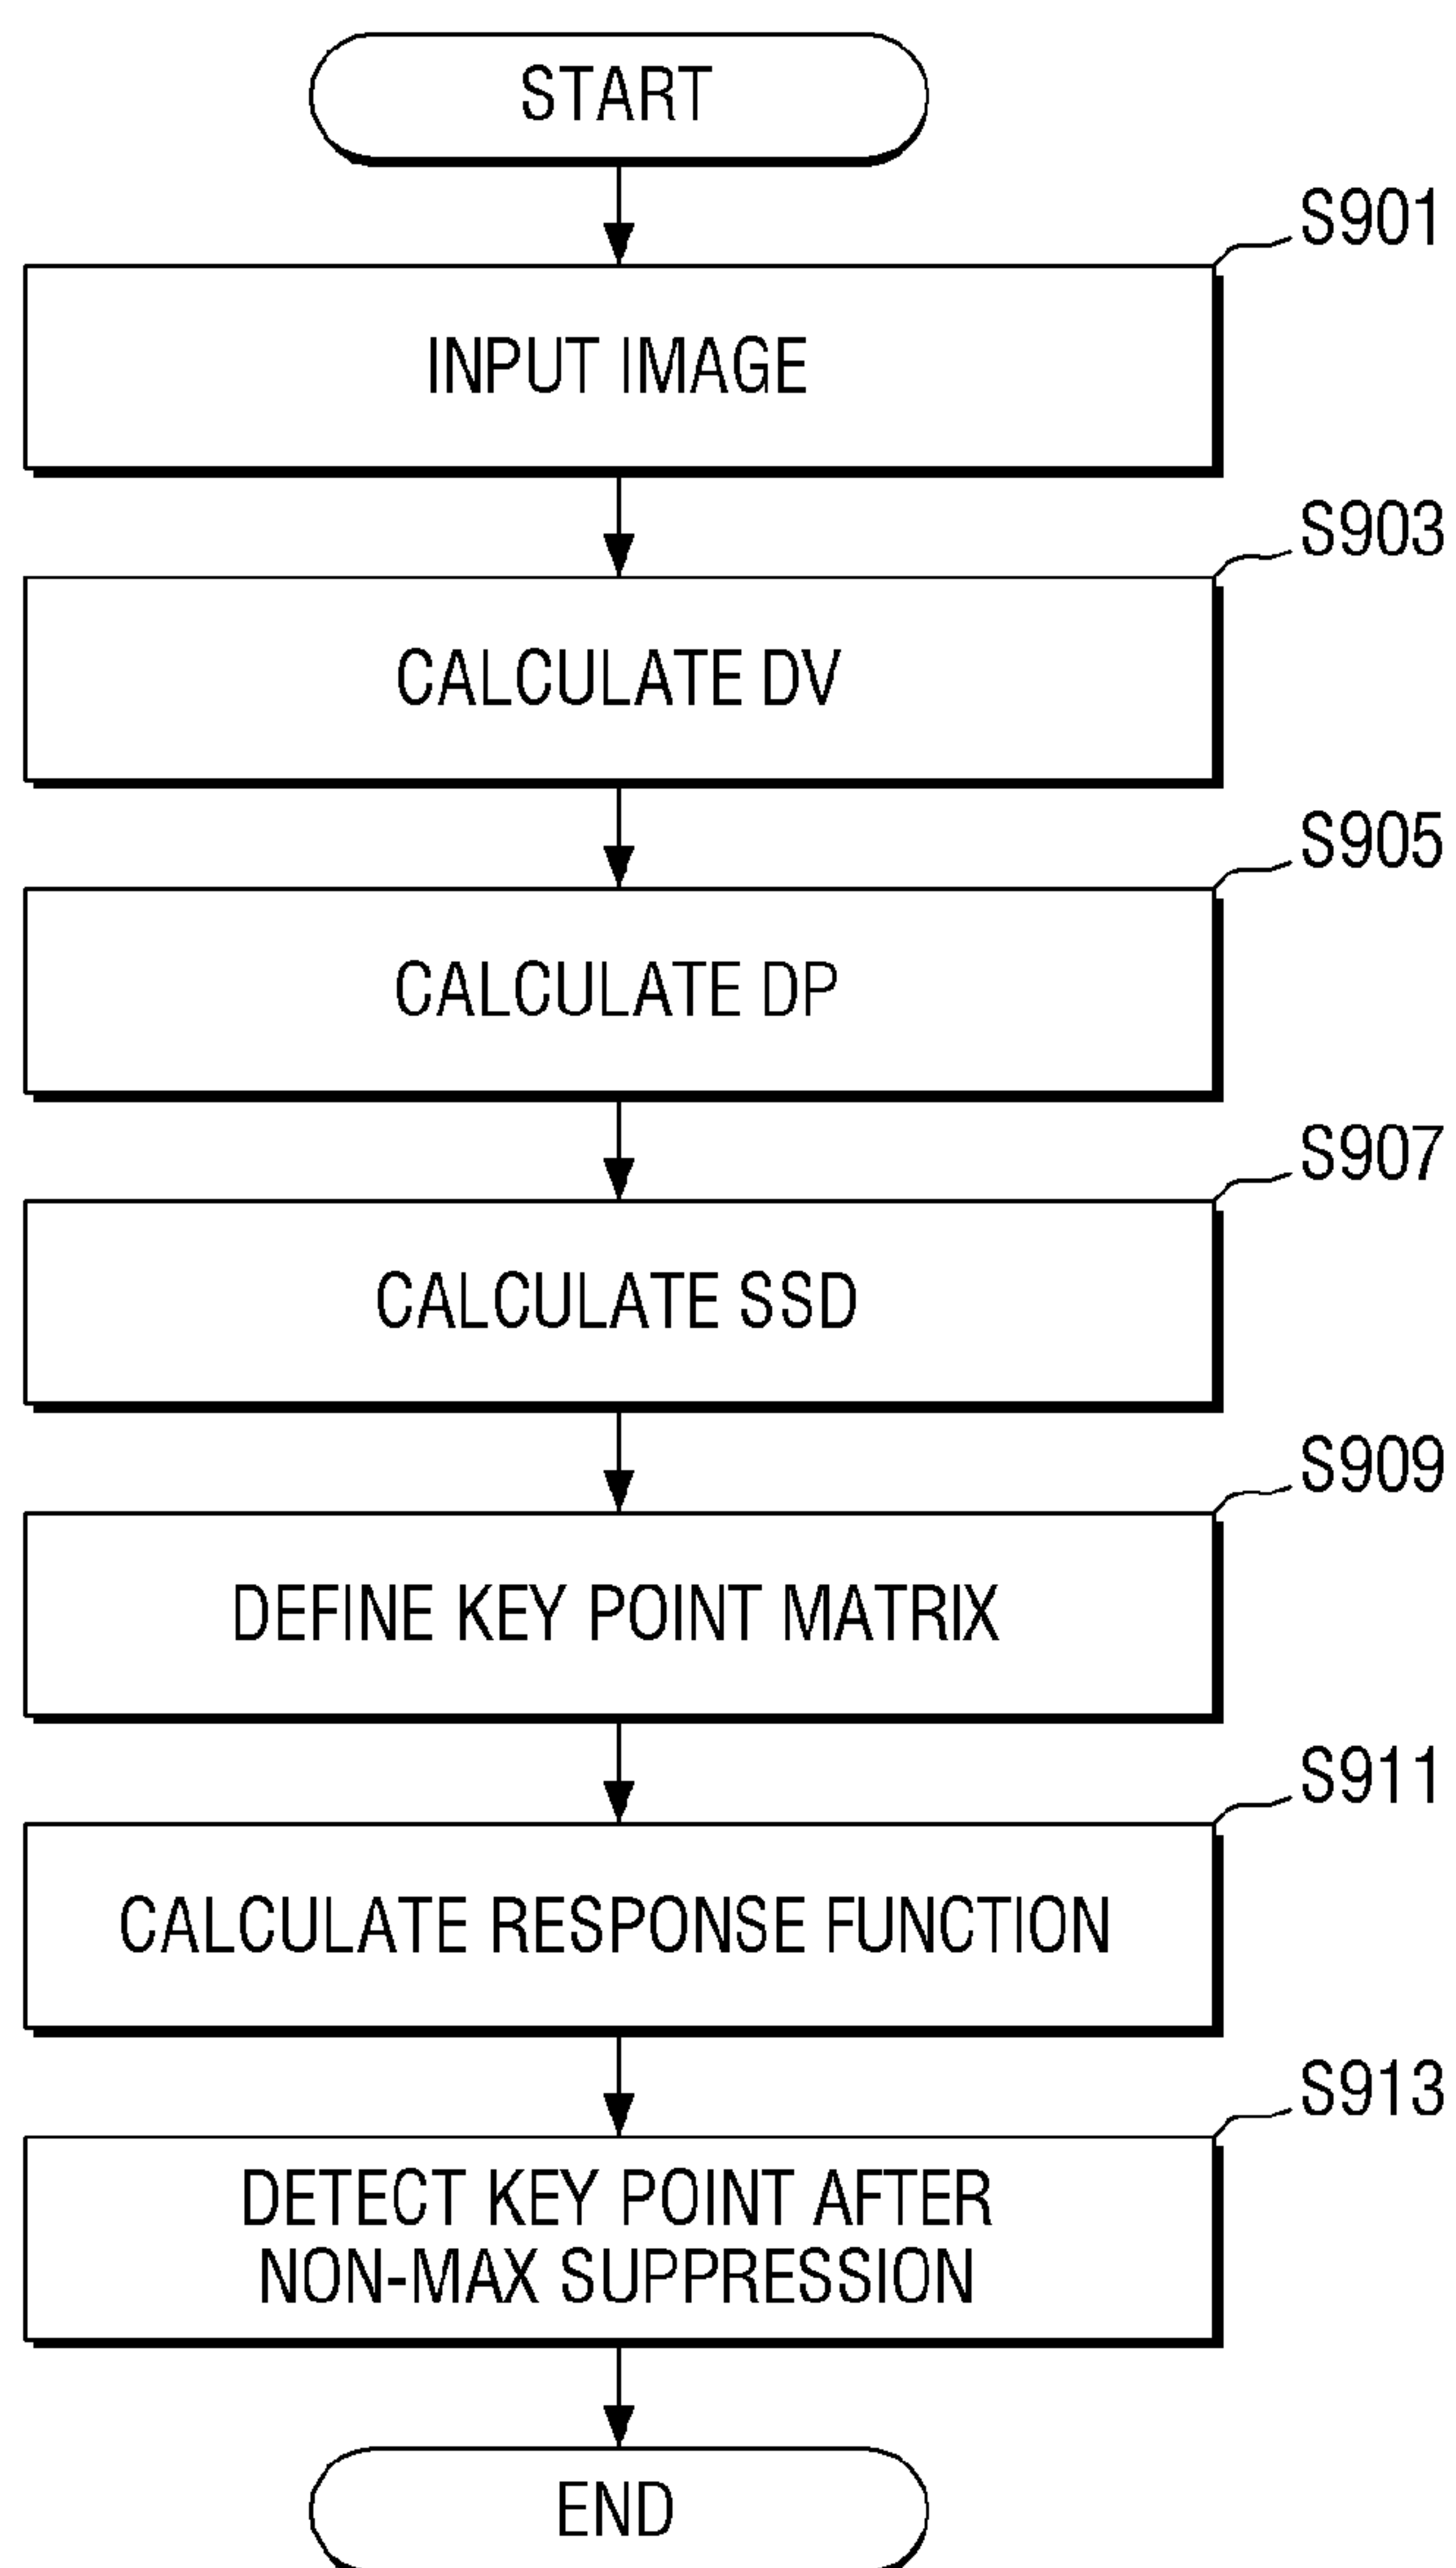 START
S901
INPUT IMAGE
S903
CALCULATE DV
S905
CALCULATE DP
S907
CALCULATE SSD
S909
DEFINE KEY POINT MATRIX
S911
CALCULATE RESPONSE FUNCTION
S913
DETECT KEY POINT AFTER
NON-MAX SUPPRESSION
END